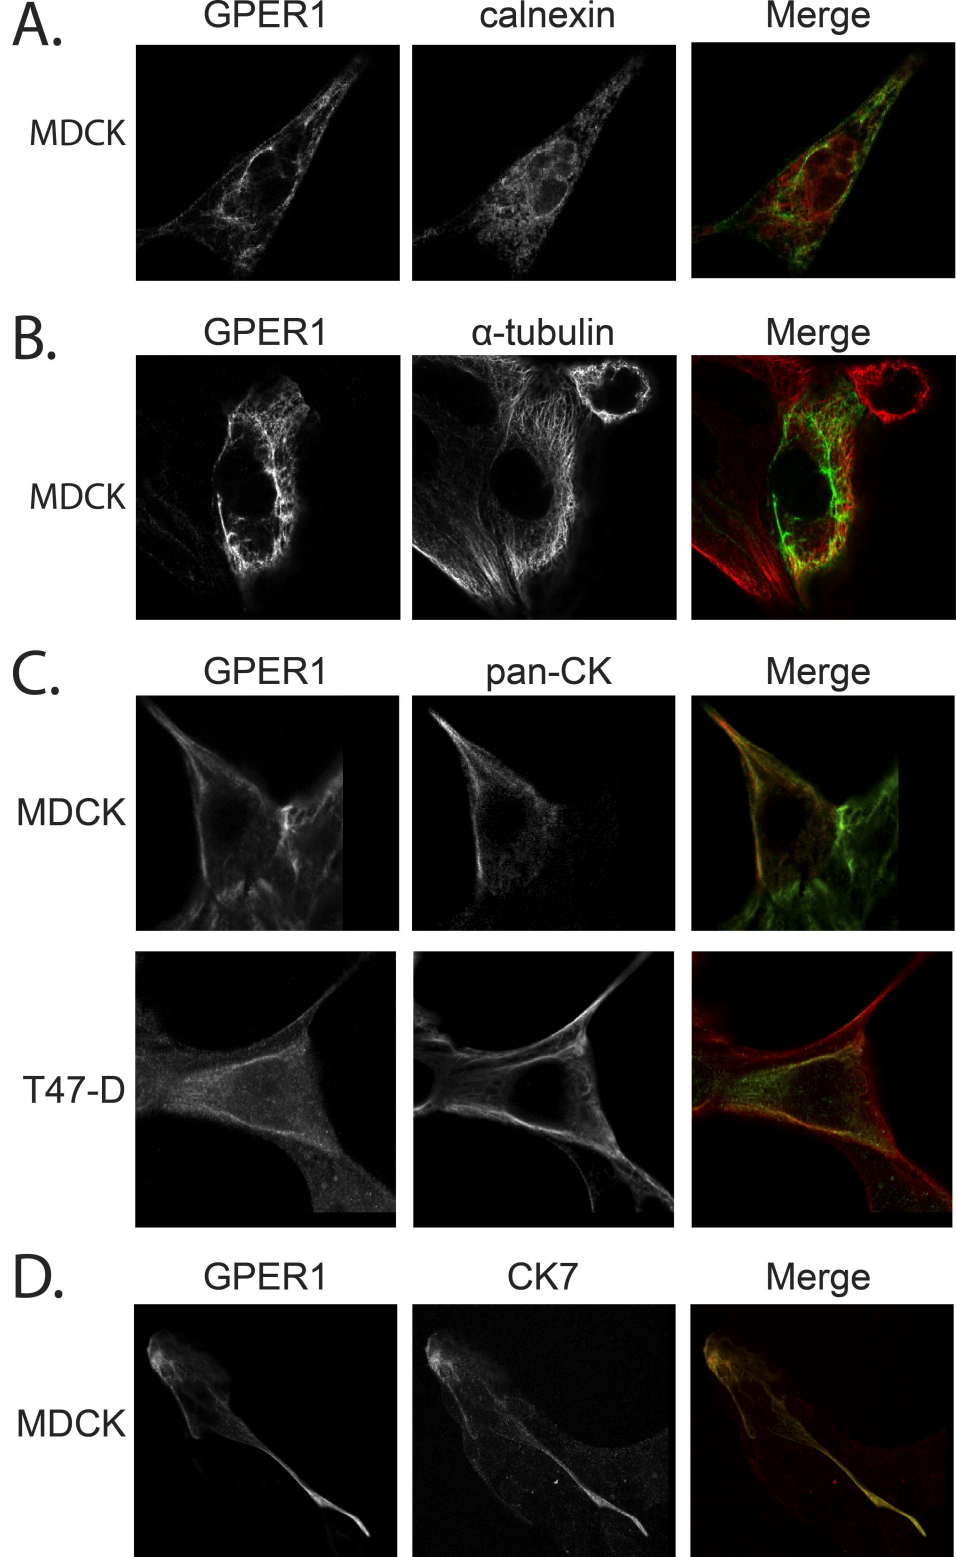 A.
GPER1 calnexin Merge
MDCK
B.
GPER1 α-tubulin Merge
MDCK
C.
GPER1 pan-CK Merge
MDCK
T47-D
D.
GPER1 CK7 Merge
MDCK